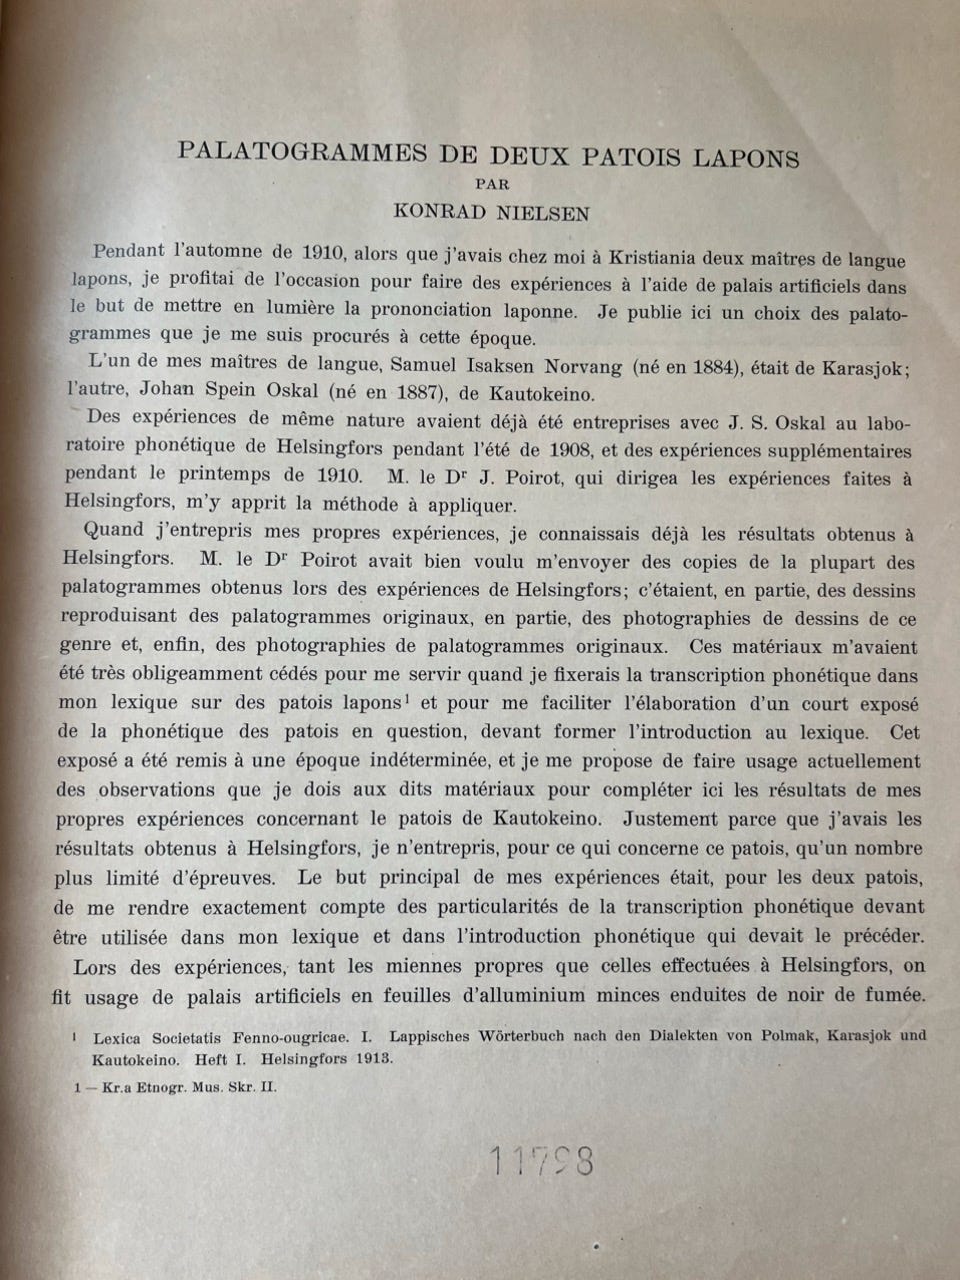 PALATOGRAMMES DE DEUX PATOIS LAPONS
PAR
KONRAD NIELSEN
Pendant l'automne de 1910, alors que j'avais chez moi à Kristiania deux maîtres de langue
lapons, je profitai de l'occasion pour faire des expériences à l'aide de palais artificiels dans
le but de mettre en lumière la prononciation laponne. Je publie ici un choix des palato-
grammes que je me suis procurés à cette époque.
L'un de mes maîtres de langue, Samuel Isaksen Norvang (né en 1884), était de Karasjok;
l'autre, Johan Spein Oskal (né en 1887), de Kautokeino.
Des expériences de même nature avaient déjà été entreprises avec J. S. Oskal au labo-
ratoire phonétique de Helsingfors pendant l'été de 1908, et des expériences supplémentaires
pendant le printemps de 1910. M. le Dr J. Poirot, qui dirigea les expériences faites à
Helsingfors, m'y apprit la méthode à appliquer.
Quand j'entrepris mes propres expériences, je connaissais déjà les résultats obtenus à
Helsingfors. M. le Dr Poirot avait bien voulu m'envoyer des copies de la plupart des
palatogrammes obtenus lors des expériences de Helsingfors; c'étaient, en partie, des dessins
reproduisant des palatogrammes originaux, en partie, des photographies de dessins de ce
genre et, enfin, des photographies de palatogrammes originaux. Ces matériaux m'avaient
été très obligeamment cédés pour me servir quand je fixerais la transcription phonétique dans
mon lexique sur des patois lapons¹ et pour me faciliter l'élaboration d'un court exposé
de la phonétique des patois en question, devant former l'introduction au lexique. Cet
exposé a été remis à une époque indéterminée, et je me propose de faire usage actuellement
des observations que je dois aux dits matériaux pour compléter ici les résultats de mes
propres expériences concernant le patois de Kautokeino. Justement parce que j'avais les
résultats obtenus à Helsingfors, je n'entrepris, pour ce qui concerne ce patois, qu'un nombre
plus limité d'épreuves. Le but principal de mes expériences était, pour les deux patois,
de me rendre exactement compte des particularités de la transcription phonétique devant
être utilisée dans mon lexique et dans l'introduction phonétique qui devait le précéder.
Lors des expériences, tant les miennes propres que celles effectuées à Helsingfors, on
fit usage de palais artificiels en feuilles d'alluminium minces enduites de noir de fumée.
¹ Lexica Societatis Fenno-ougricae. I. Lappisches Wörterbuch nach den Dialekten von Polmak, Karasjok und
Kautokeino. Heft I. Helsingfors 1913.
1 — Kr.a Etnogr. Mus. Skr. II.
11798